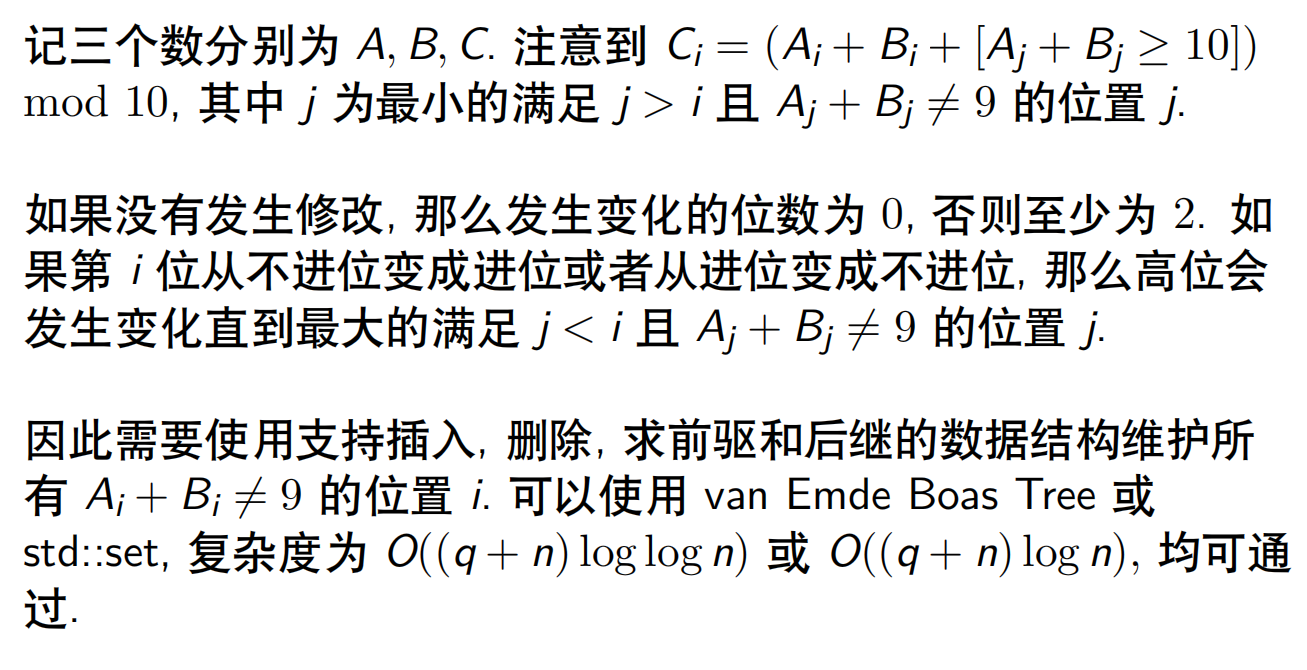 记三个数分别为 A, B, C. 注意到 C_i = (A_i + B_i + [A_j + B_j ≥ 10])
mod 10, 其中 j 为最小的满足 j > i 且 A_j + B_j ≠ 9 的位置 j.
如果没有发生修改, 那么发生变化的位数为 0, 否则至少为 2. 如
果第 i 位从不进位变成进位或者从进位变成不进位, 那么高位会
发生变化直到最大的满足 j < i 且 A_j + B_j ≠ 9 的位置 j.
因此需要使用支持插入, 删除, 求前驱和后继的数据结构维护所
有 A_i + B_i ≠ 9 的位置 i. 可以使用 van Emde Boas Tree 或
std::set, 复杂度为 O((q + n) log log n) 或 O((q + n) log n), 均可通
过.